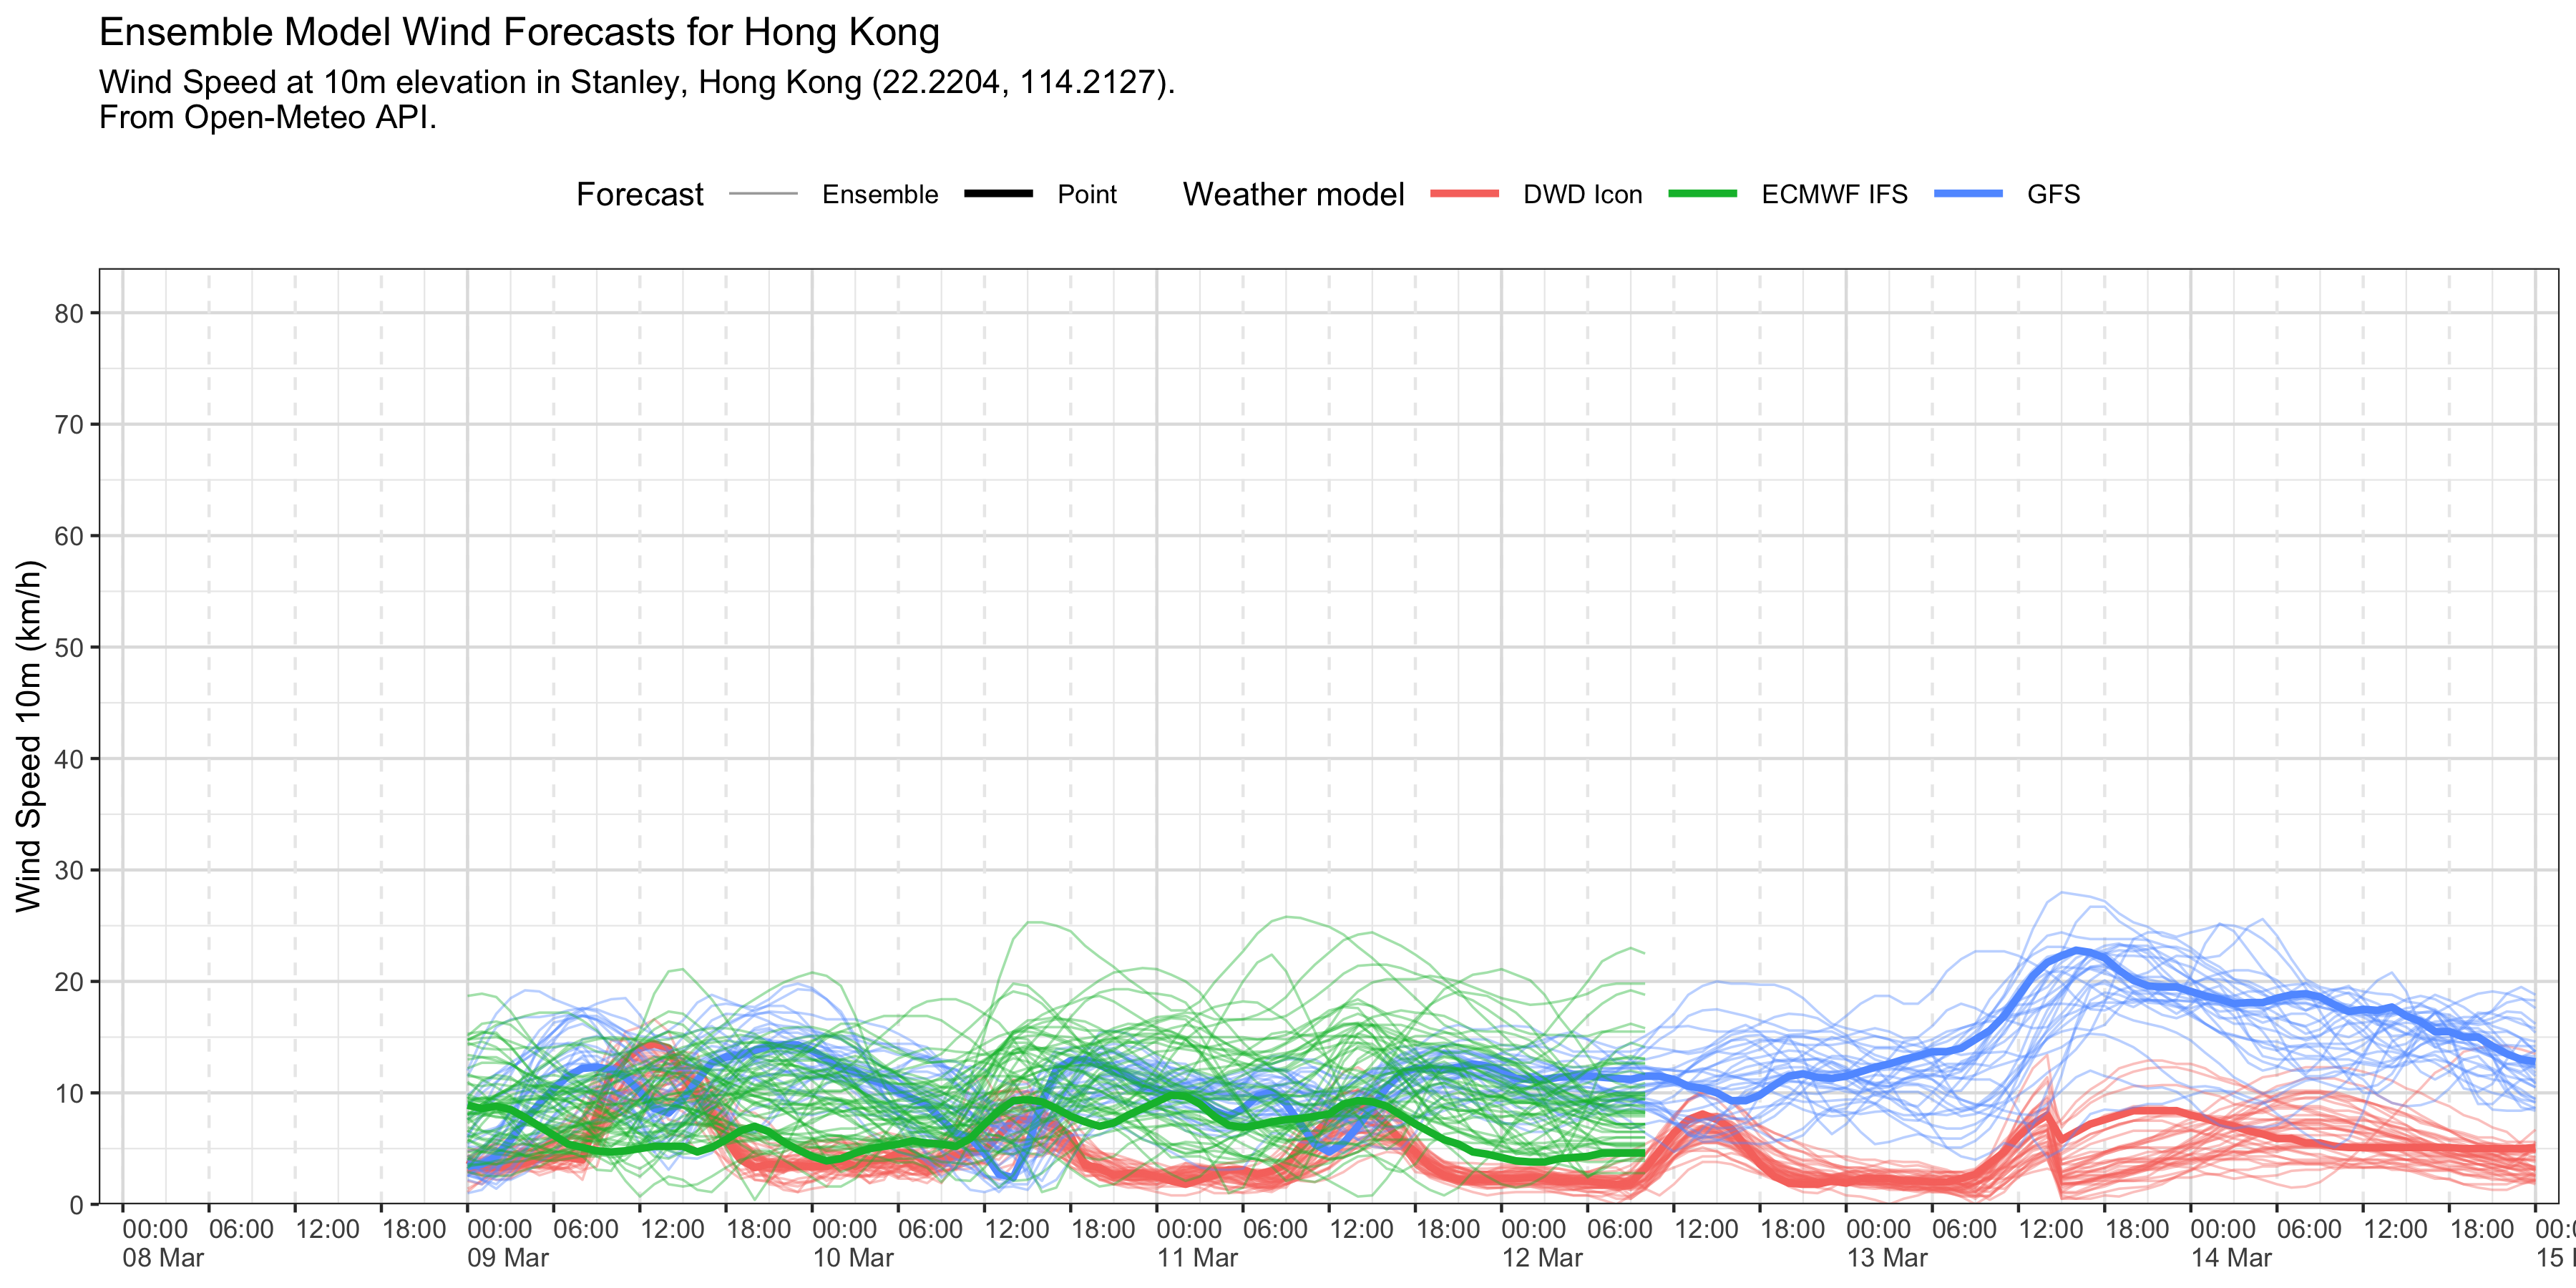 Ensemble Model Wind Forecasts for Hong Kong
Wind Speed at 10m elevation in Stanley, Hong Kong (22.2204, 114.2127).
From Open-Meteo API.
Forecast Ensemble Point Weather model DWD Icon ECMWF IFS GFS
Wind Speed 10m (km/h)
80
70
60
50
40
30
20
10
0
00:00 06:00 12:00 18:00 00:00 06:00 12:00 18:00 00:00 06:00 12:00 18:00 00:00 06:00 12:00 18:00 00:00 06:00 12:00 18:00 00:00 06:00 12:00 18:00 00:00 06:00 12:00 18:00
08 Mar 09 Mar 10 Mar 11 Mar 12 Mar 13 Mar 14 Mar 15